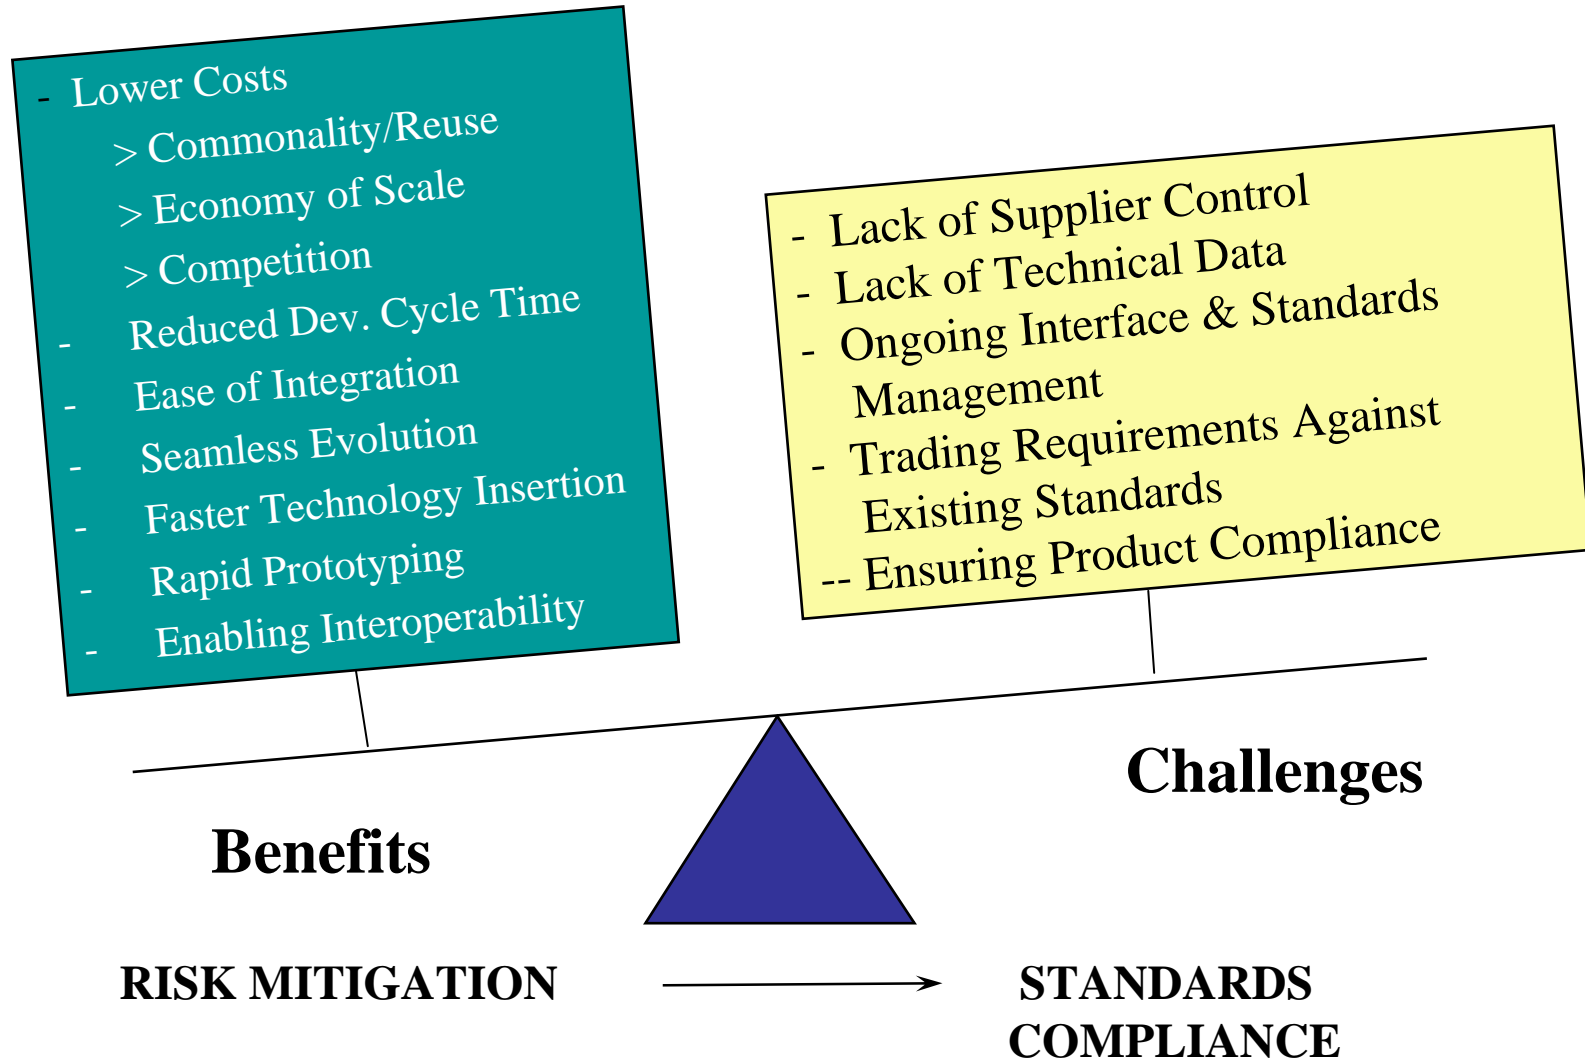 - Lower Costs
> Commonality/Reuse
> Economy of Scale
> Competition
- Reduced Dev. Cycle Time
- Ease of Integration
- Seamless Evolution
- Faster Technology Insertion
- Rapid Prototyping
- Enabling Interoperability
- Lack of Supplier Control
- Lack of Technical Data
- Ongoing Interface & Standards
Management
- Trading Requirements Against
Existing Standards
-- Ensuring Product Compliance
Challenges
Benefits
RISK MITIGATION
STANDARDS
COMPLIANCE